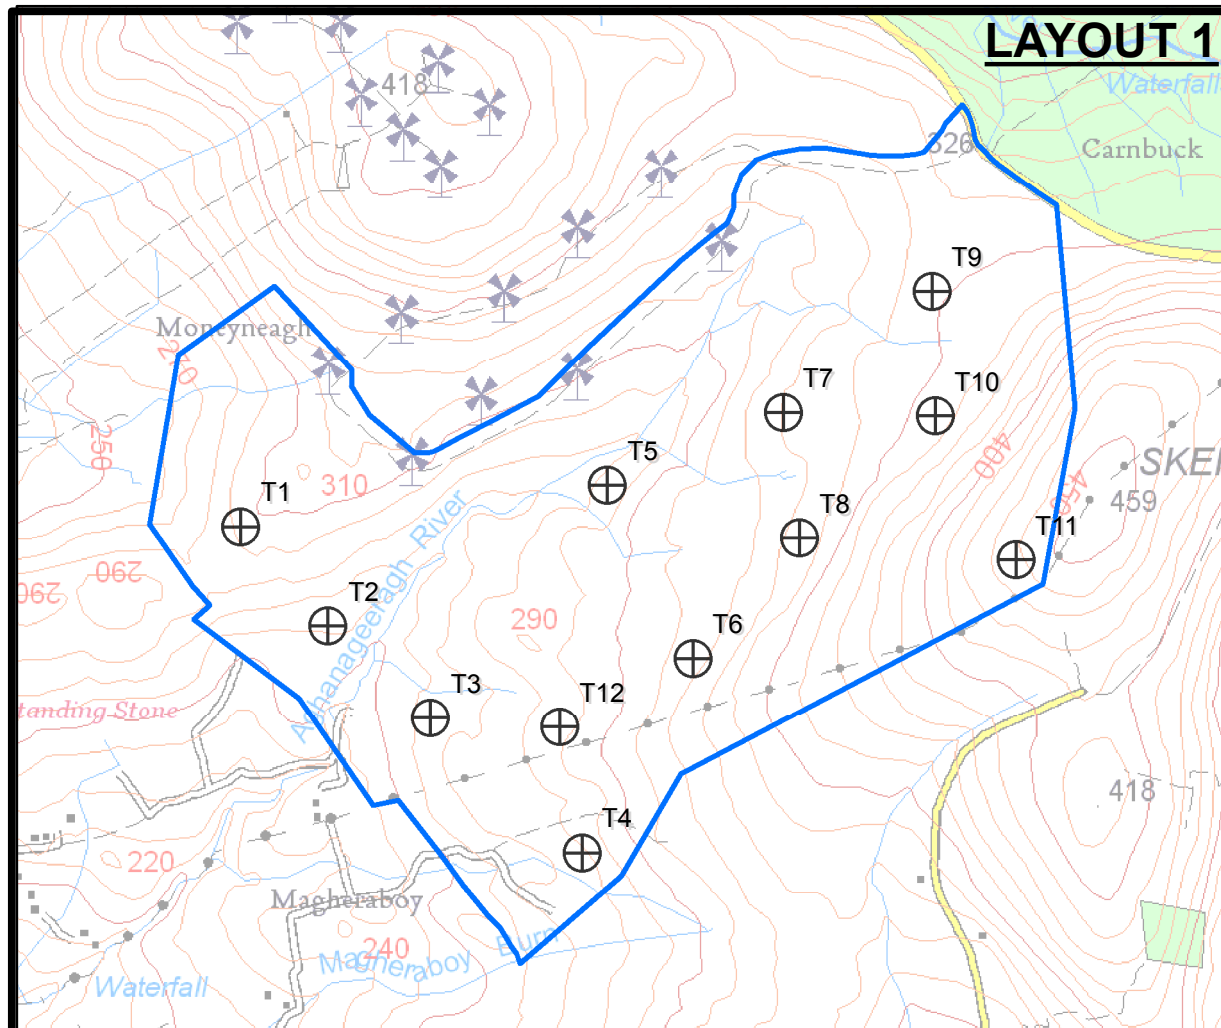 LAYOUT 1
418
Waterfall
326
Carnbuck
T9
Moneyneagh
270
T7
T10
250
400
SKE
T5
310
450
459
T1
T8
T11
Ashanageeragh River
290
290
T2
290
T6
T3
T12
tanding Stone
418
T4
220
Magheraboy
240
Magheraboy Burn
Waterfall